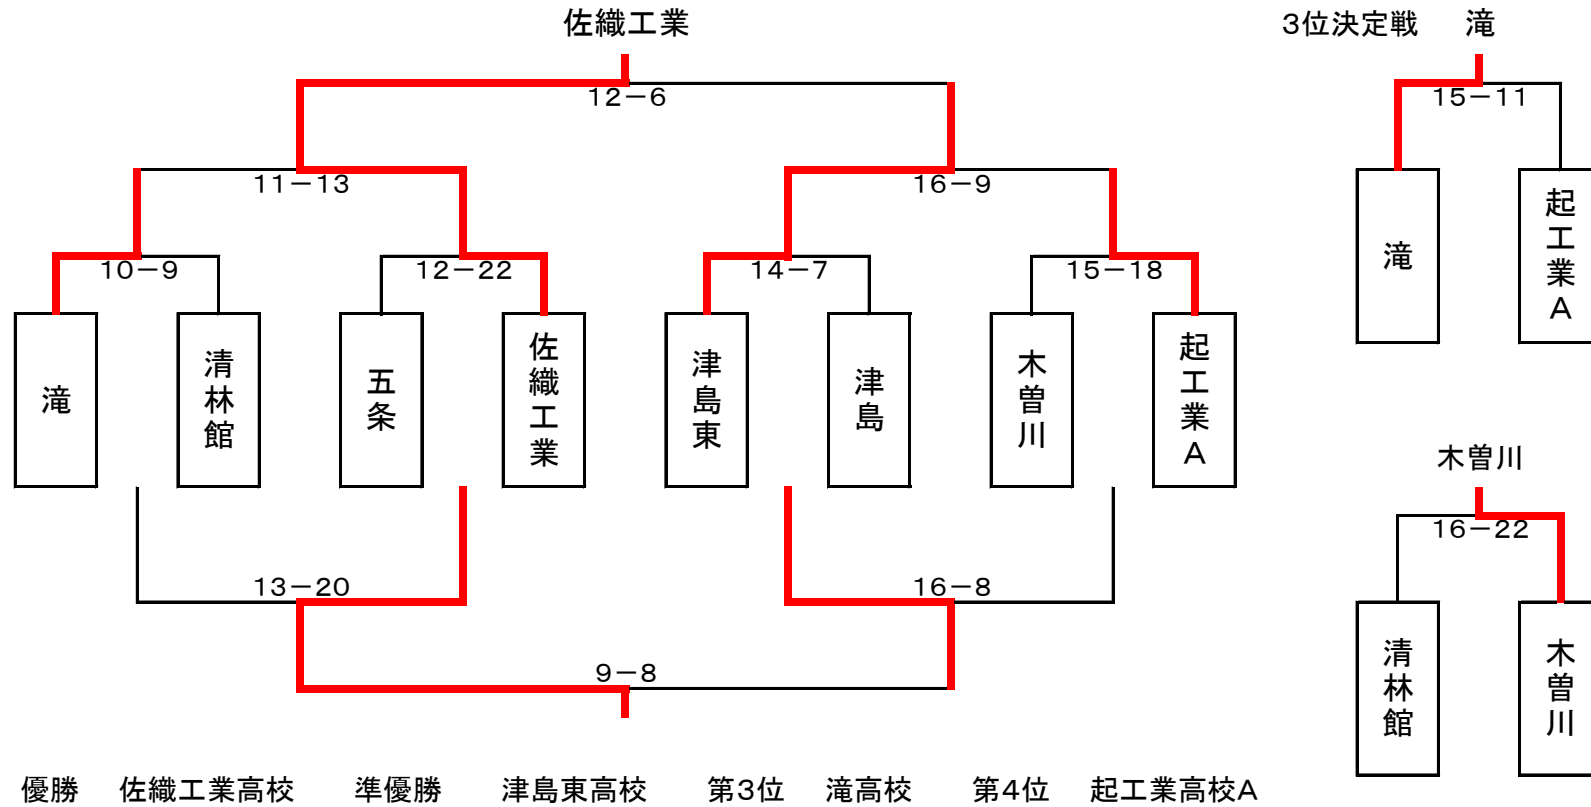 佐織工業
3位決定戦 滝
12－6
15－11
11－13
16－9
10－9
12－22
14－7
15－18
滝
起工業A
滝
清林館
五条
佐織工業
津島東
津島
木曽川
起工業A
木曽川
16－22
13－20
16－8
9－8
清林館
木曽川
優勝 佐織工業高校 準優勝 津島東高校 第3位 滝高校 第4位 起工業高校A